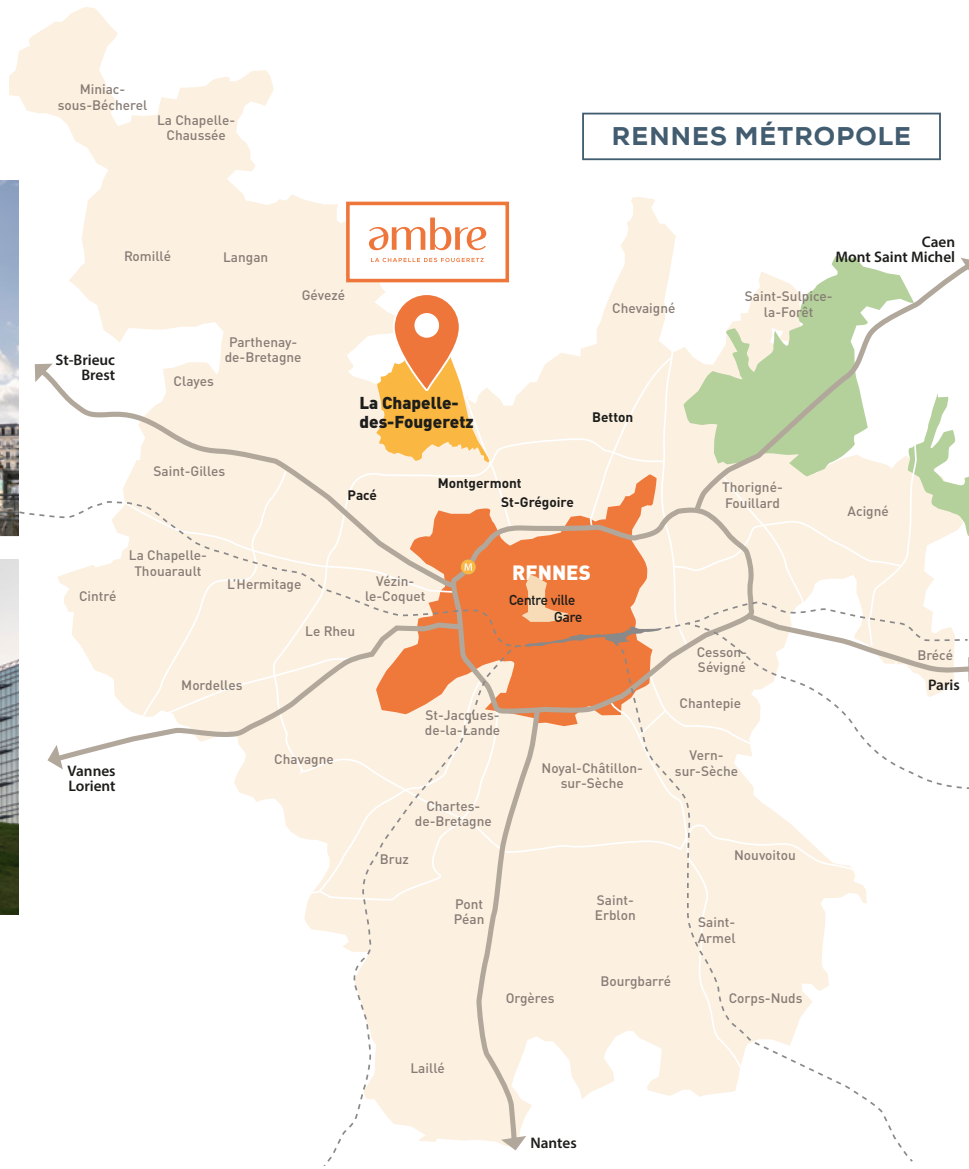 RENNES MÉTROPOLE
Miniac-
sous-Bécherel
La Chapelle-
Chaussée
ambre
LA CHAPELLE DES FOUGERETZ
Caen
Mont Saint Michel
Romillé
Langan
Gévezé
Chevaigné
Saint-Sulpice-
la-Forêt
Parthenay-
de-Bretagne
St-Brieuc
Brest
Clayes
La Chapelle-
des-Fougeretz
Betton
Saint-Gilles
Pacé
Montgermont
St-Grégoire
Thorigné-
Fouillard
Acigné
La Chapelle-
Thouarault
L'Hermitage
Cintré
Vézin-
le-Coquet
M
RENNES
Centre ville
Gare
Le Rheu
Cesson-
Sévigné
Brécé
Paris
Mordelles
Chantepie
St-Jacques-
de-la-Lande
Chavagne
Vannes
Lorient
Noyal-Châtillon-
sur-Sèche
Vern-
sur-Sèche
Chartes-
de-Bretagne
Bruz
Nouvoitou
Pont
Péan
Saint-
Erblon
Saint-
Armel
Bourgbarré
Orgères
Corps-Nuds
Laillé
Nantes